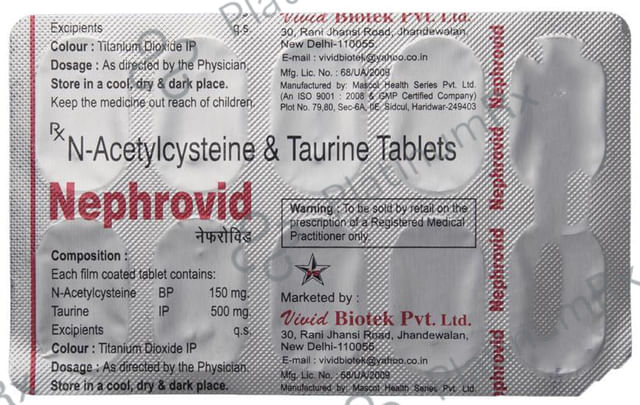 Excipients q.s.
Colour : Titanium Dioxide IP
Dosage : As directed by the Physician.
Store in a cool, dry & dark place.
Keep the medicine out reach of children.
Vivid Biotek Pvt. Ltd.
30, Rani Jhansi Road, Jhandewalan,
New Delhi-110055.
E-mail : vividbiotek@yahoo.co.in
Mfg. Lic. No. : 68/UA/2009
Manufactured by: Mascot Health Series Pvt. Ltd.
(An ISO 9001 : 2008 & GMP Certified Company)
Plot No. 79,80, Sec-6A, IIE, Sidcul, Haridwar-249403
Rx
N-Acetylcysteine & Taurine Tablets
Nephrovid
नेफरोविड
Warning : To be sold by retail on the
prescription of a Registered Medical
Practitioner only.
Composition :
Each film coated tablet contains:
N-Acetylcysteine BP 150 mg.
Taurine IP 500 mg.
Excipients q.s.
Colour : Titanium Dioxide IP
Dosage : As directed by the Physician.
Store in a cool, dry & dark place.
Marketed by :
Vivid Biotek Pvt. Ltd.
30, Rani Jhansi Road, Jhandewalan,
New Delhi-110055.
E-mail : vividbiotek@yahoo.co.in
Mfg. Lic. No. : 68/UA/2009
Manufactured by: Mascot Health Series Pvt. Ltd.
Nephrovid Nephrovid Nephrovid
PlatinumRx
PlatinumRx